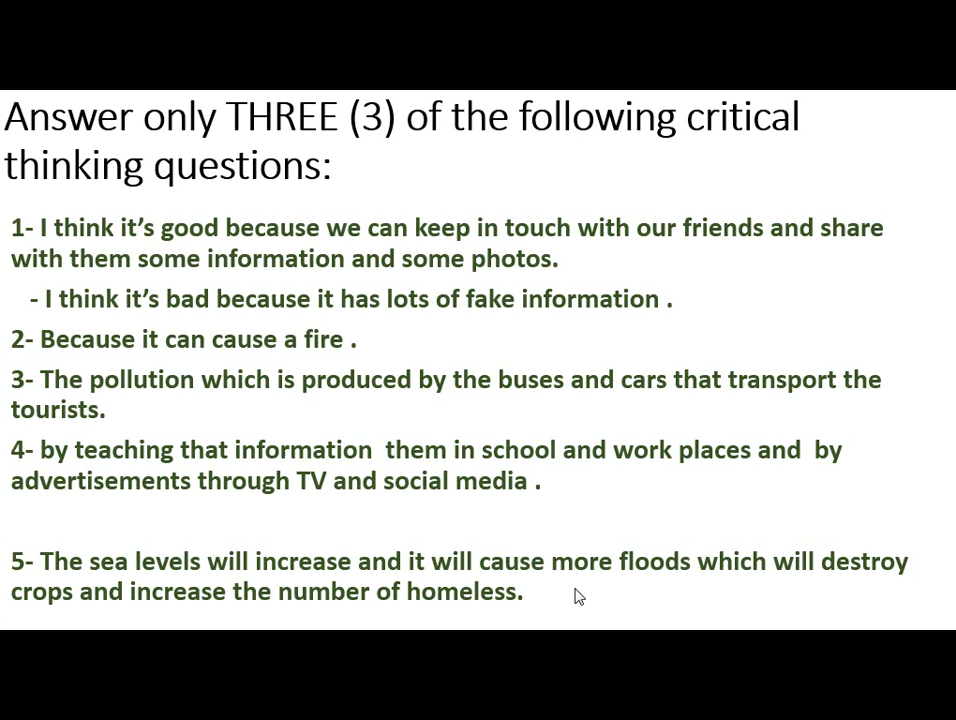 Answer only THREE (3) of the following critical
thinking questions:
1- I think it’s good because we can keep in touch with our friends and share
with them some information and some photos.
- I think it’s bad because it has lots of fake information .
2- Because it can cause a fire .
3- The pollution which is produced by the buses and cars that transport the
tourists.
4- by teaching that information  them in school and work places and  by
advertisements through TV and social media .
5- The sea levels will increase and it will cause more floods which will destroy
crops and increase the number of homeless.